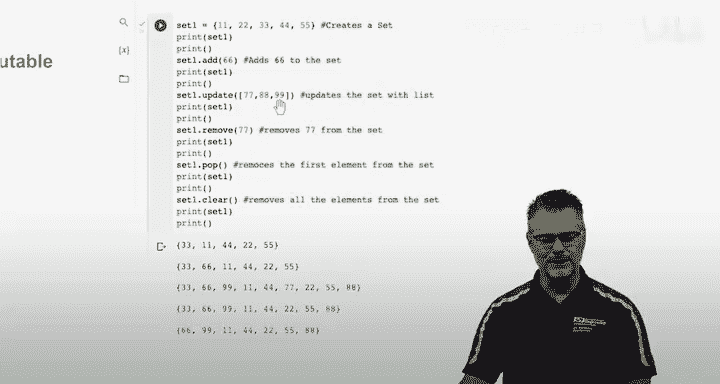 utable
{x}
set1 = {11, 22, 33, 44, 55} #Creates a Set
print(set1)
print()
set1.add(66) #Adds 66 to the set
print(set1)
print()
set1.update([77,88,99]) #updates the set with list
print(set1)
print()
set1.remove(77) #removes 77 from the set
print(set1)
print()
set1.pop() #remoces the first element from the set
print(set1)
print()
set1.clear() #removes all the elements from the set
print(set1)
print()
{33, 11, 44, 22, 55}
{33, 66, 11, 44, 22, 55}
{33, 66, 99, 11, 44, 77, 22, 55, 88}
{33, 66, 99, 11, 44, 22, 55, 88}
{66, 99, 11, 44, 22, 55, 88}